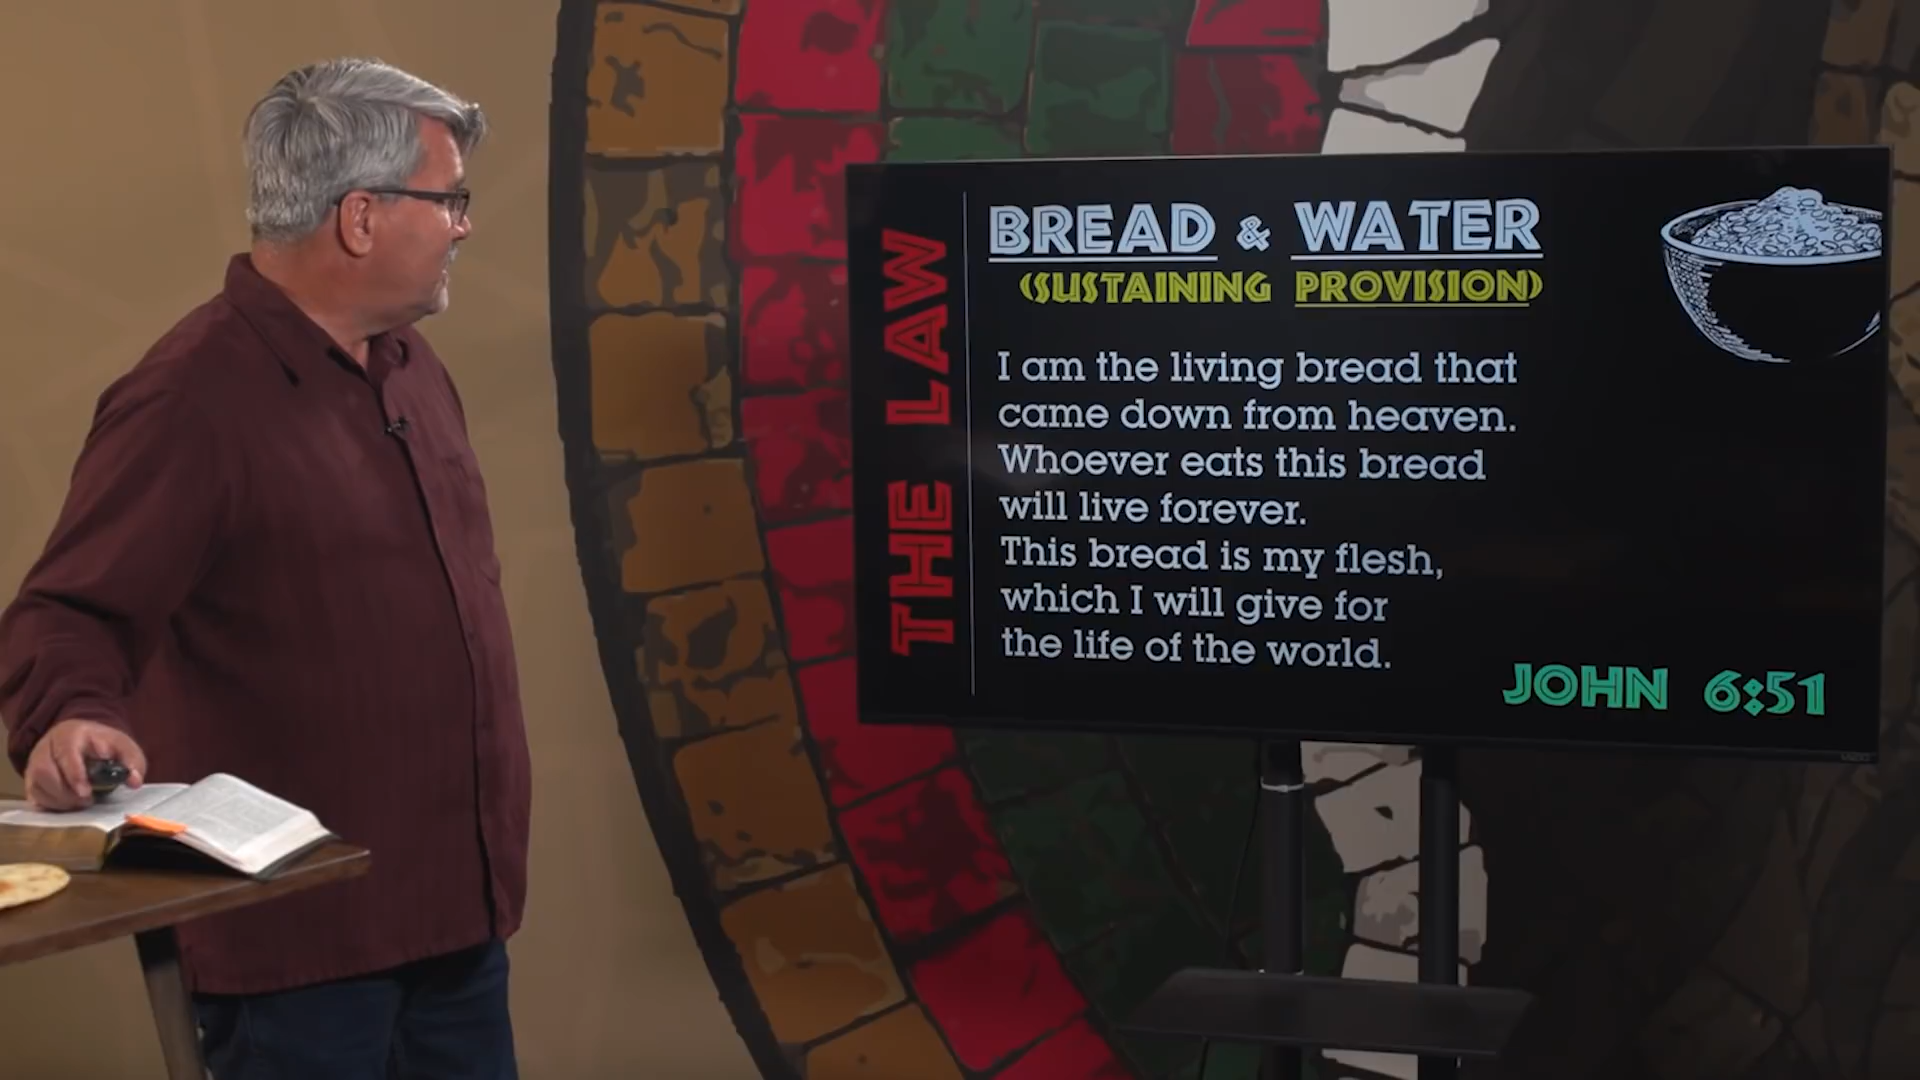 THE LAW
BREAD & WATER
(SUSTAINING PROVISION)
I am the living bread that
came down from heaven.
Whoever eats this bread
will live forever.
This bread is my flesh,
which I will give for
the life of the world.
JOHN 6:51